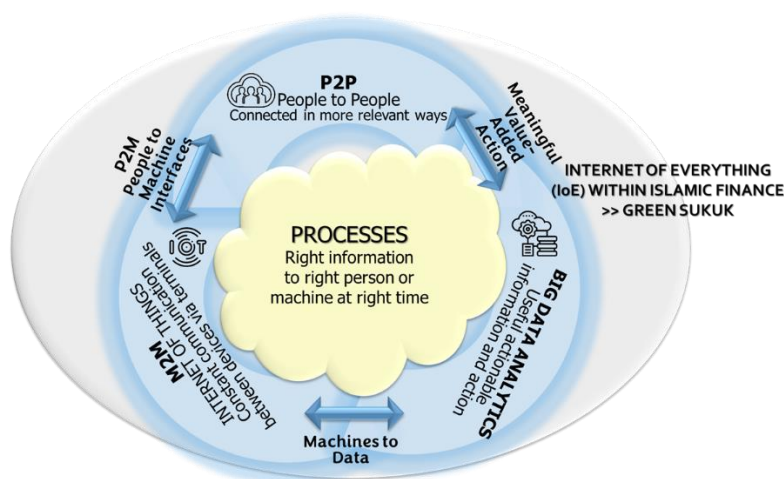 P2P
People to People
Connected in more relevant ways
P2M
People to
Machine
Interfaces
Meaningful
Value-
Added
Action
INTERNET OF EVERYTHING
(IoE) WITHIN ISLAMIC FINANCE
>> GREEN SUKUK
PROCESSES
Right information
to right person or
machine at right time
IOT
M2M
INTERNET OF THINGS
Constant communication
between devices via terminals
BIG DATA ANALYTICS
Useful actionable
information and action
Machines to
Data